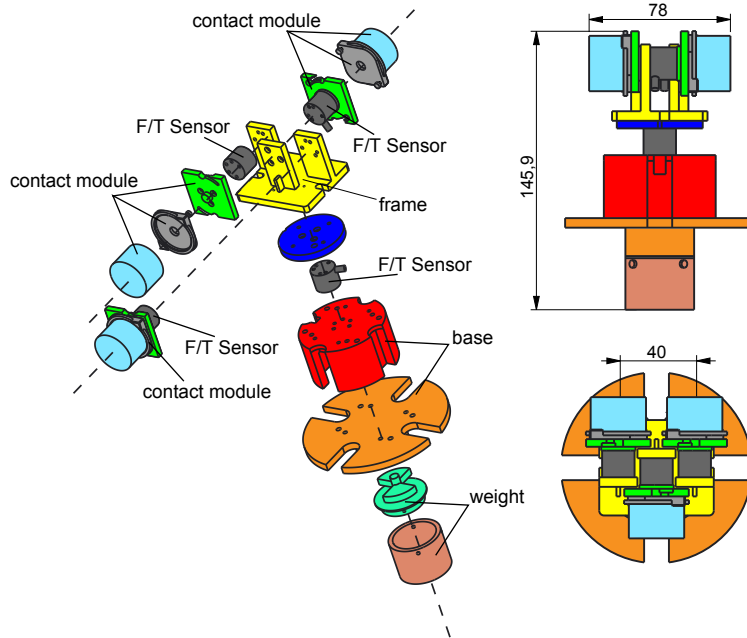 contact module
78
F/T Sensor
F/T Sensor
contact module
frame
145,9
F/T Sensor
F/T Sensor
base
contact module
40
weight